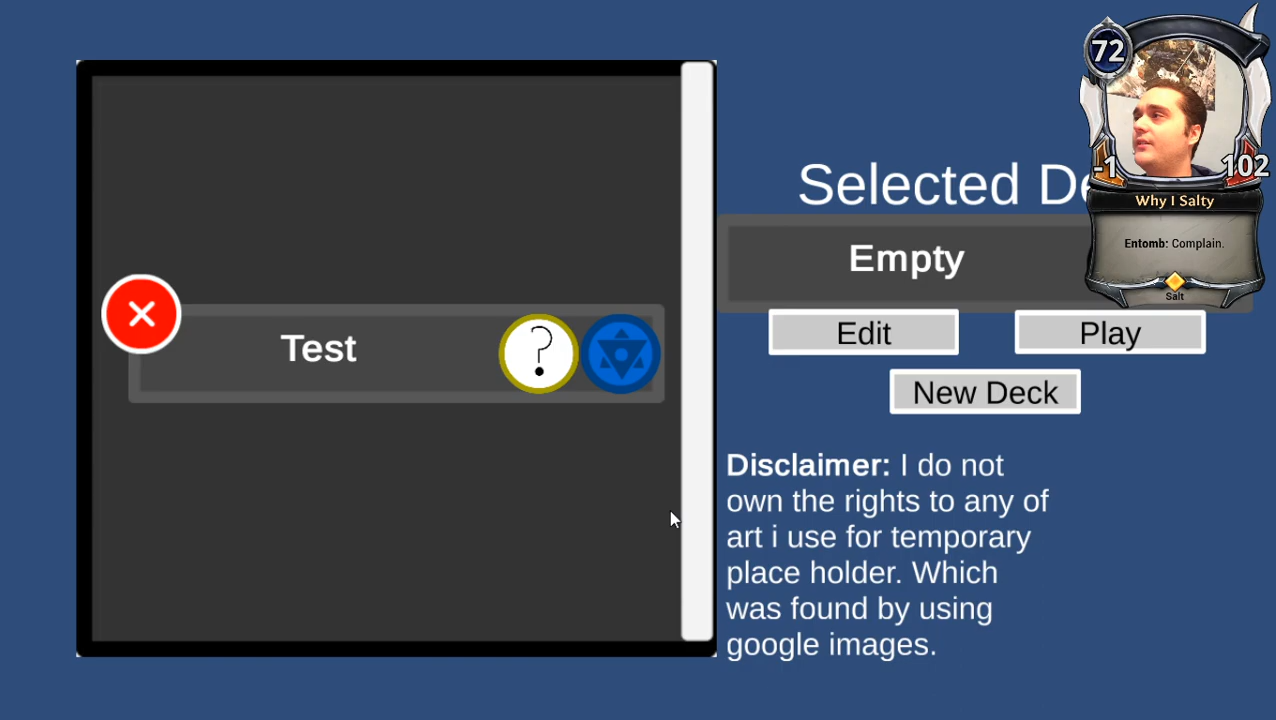 72
-1
102
Why I Salty
Entomb: Complain.
Salt
Selected De
Empty
Test
?
Edit
Play
New Deck
Disclaimer: I do not
own the rights to any of
art i use for temporary
place holder. Which
was found by using
google images.